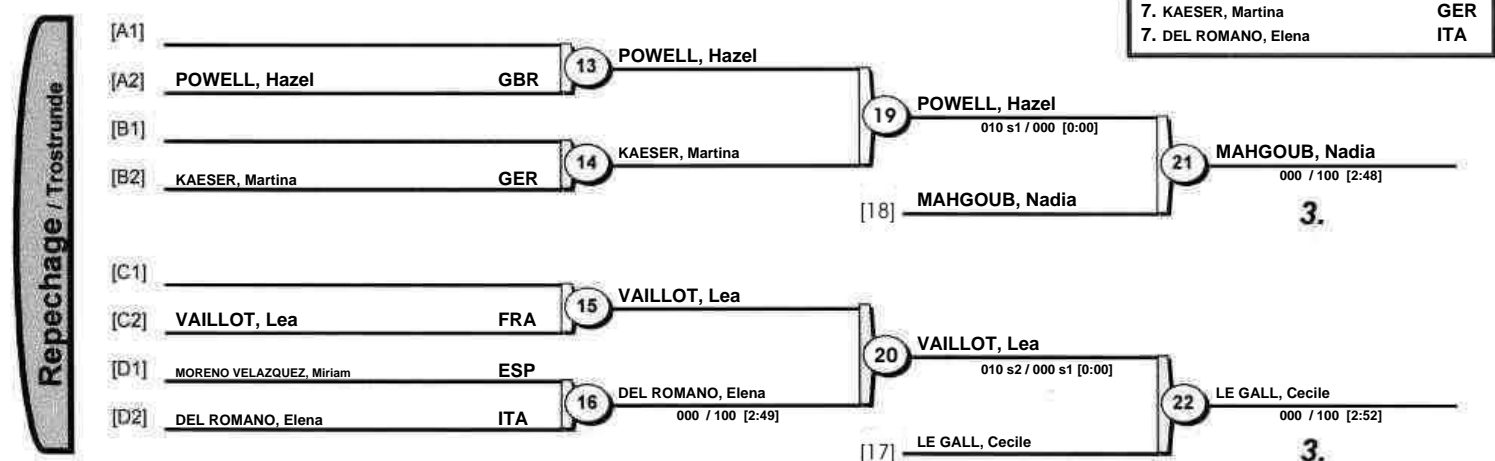 7. KAESER, Martina GER
7. DEL ROMANO, Elena ITA
Repechage / Trostrunde
[A1]
[A2] POWELL, Hazel GBR
13 POWELL, Hazel
[B1]
[B2] KAESER, Martina GER
14 KAESER, Martina
19 POWELL, Hazel
010 s1 / 000 [0:00]
[18] MAHGOUB, Nadia
21 MAHGOUB, Nadia
000 / 100 [2:48]
3.
[C1]
[C2] VAILLOT, Lea FRA
15 VAILLOT, Lea
[D1] MORENO VELAZQUEZ, Miriam ESP
[D2] DEL ROMANO, Elena ITA
16 DEL ROMANO, Elena
000 / 100 [2:49]
20 VAILLOT, Lea
010 s2 / 000 s1 [0:00]
[17] LE GALL, Cecile
22 LE GALL, Cecile
000 / 100 [2:52]
3.